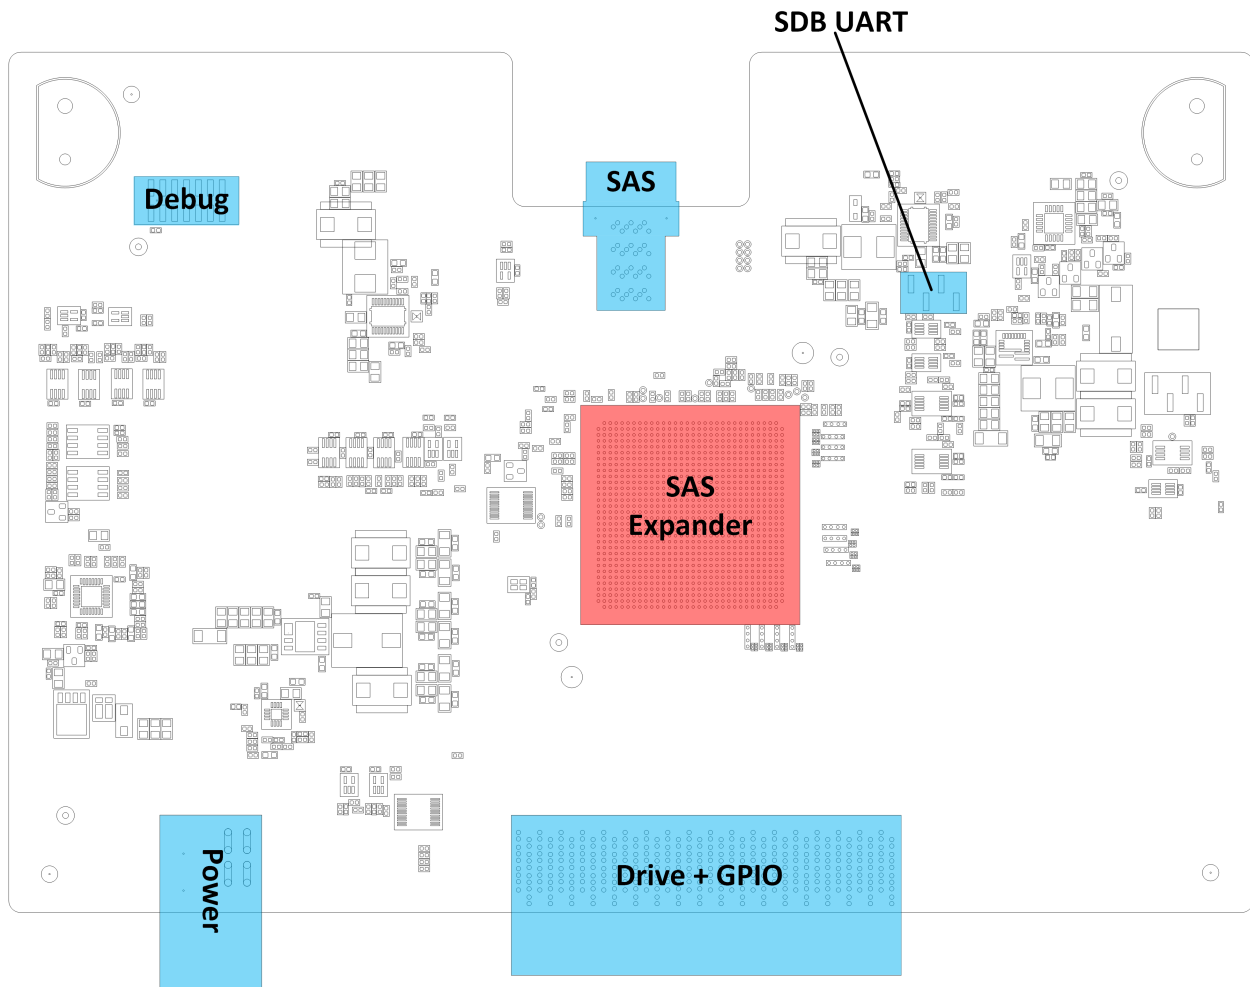 SDB UART
SAS
Debug
SAS
Expander
Power
Drive + GPIO